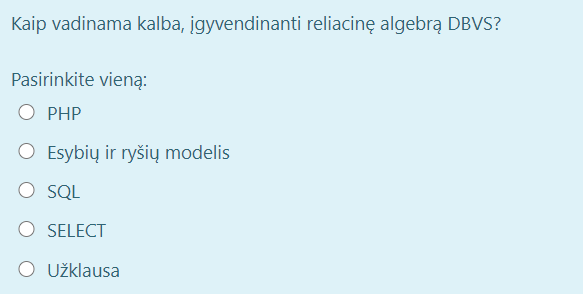 Kaip vadinama kalba, įgyvendinanti reliacinę algebrą DBVS?
Pasirinkite vieną:
PHP
Esybių ir ryšių modelis
SQL
SELECT
Užklausa